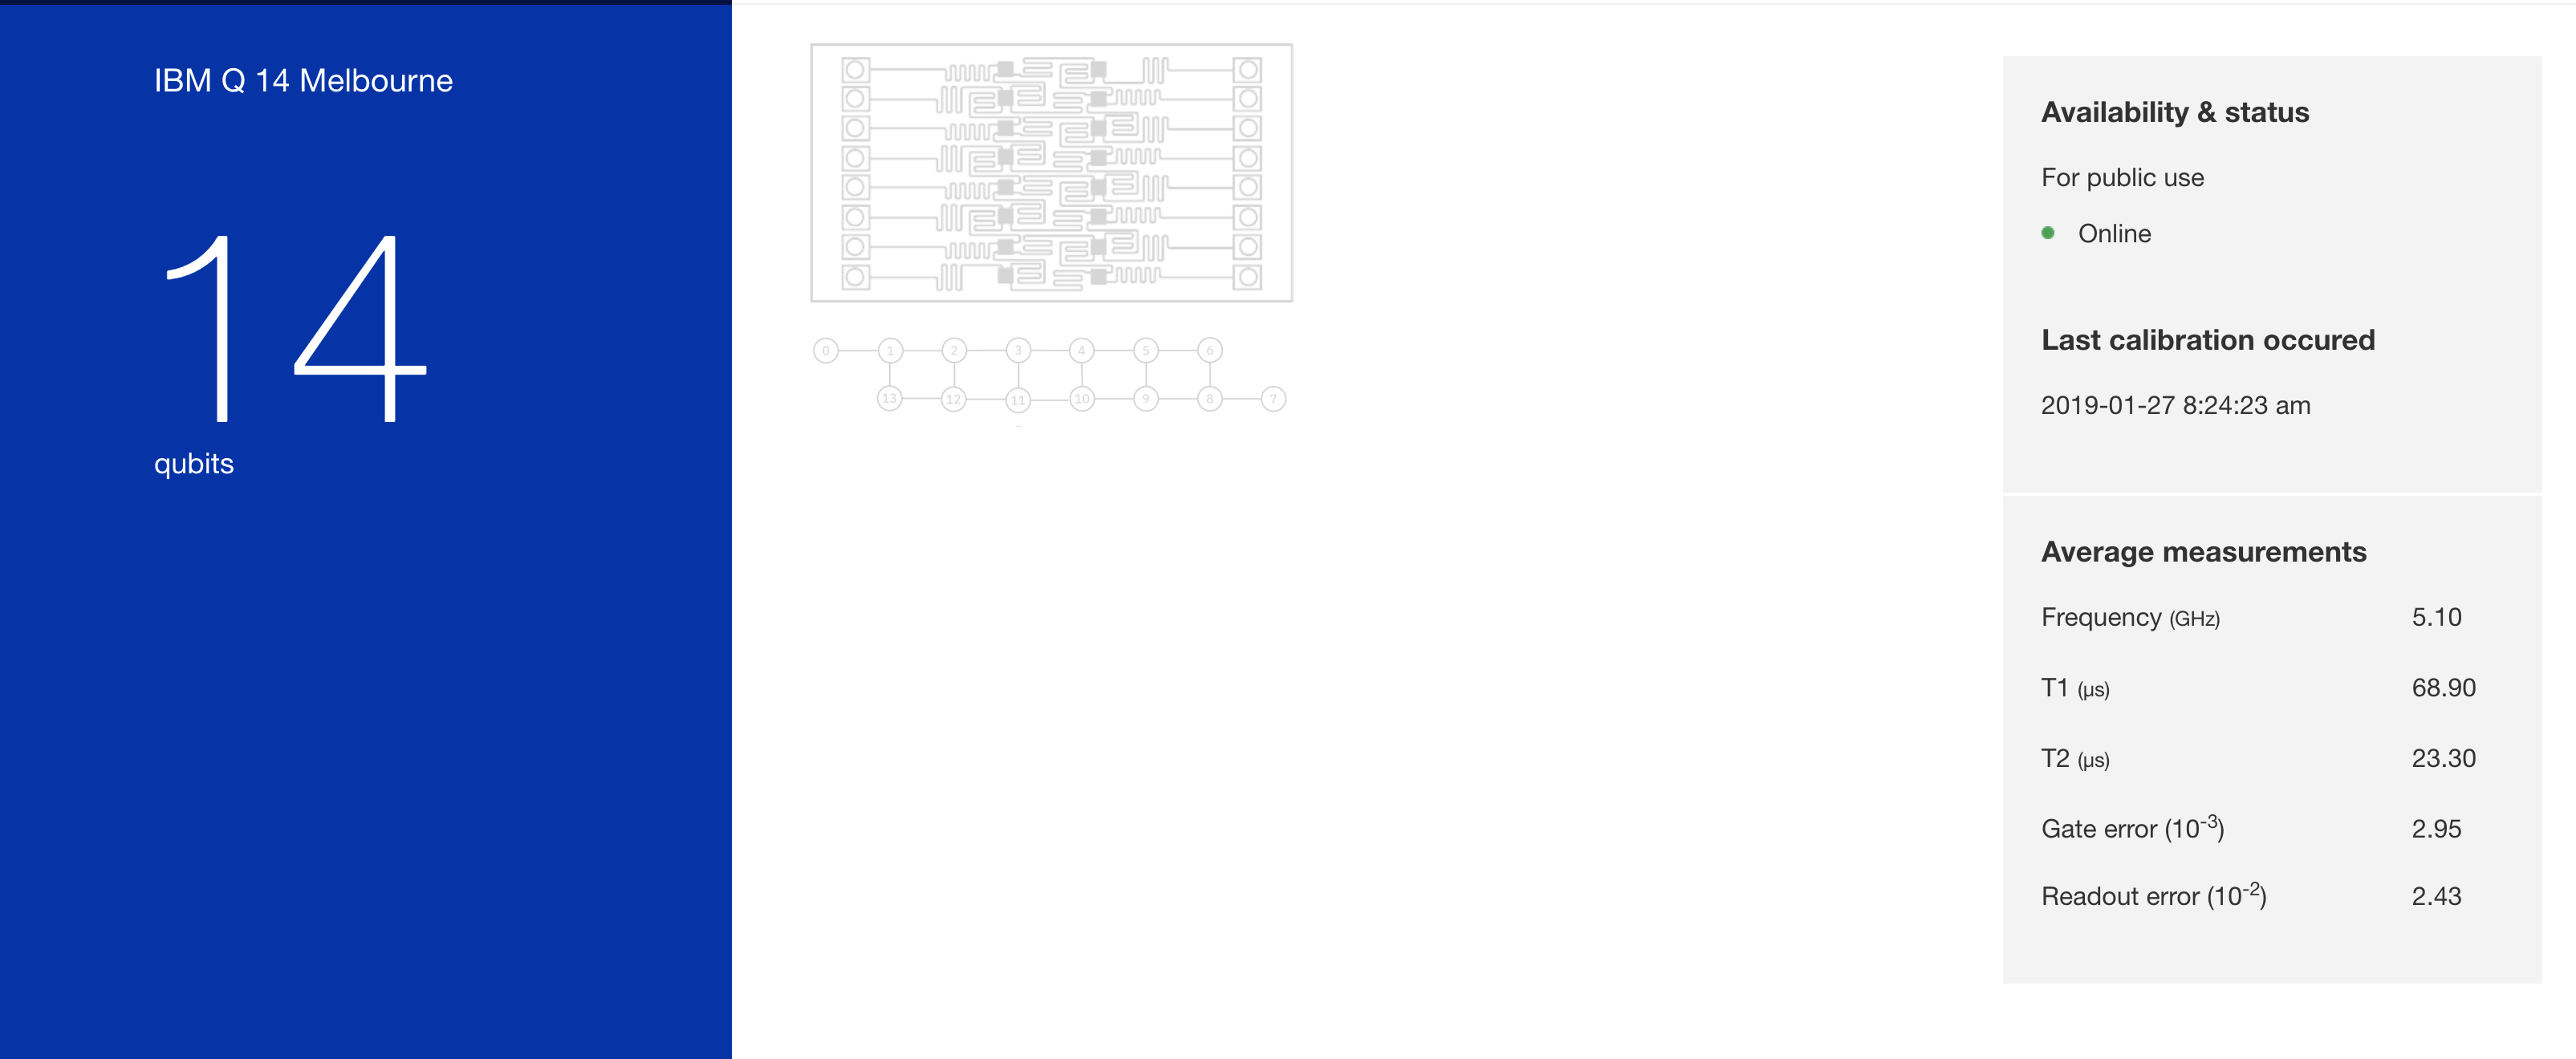 IBM Q 14 Melbourne
14
qubits
0 1 2 3 4 5 6
13 12 11 10 9 8 7
Availability & status
For public use
Online
Last calibration occured
2019-01-27 8:24:23 am
Average measurements
Frequency (GHz) 5.10
T1 (µs) 68.90
T2 (µs) 23.30
Gate error (10⁻³) 2.95
Readout error (10⁻²) 2.43